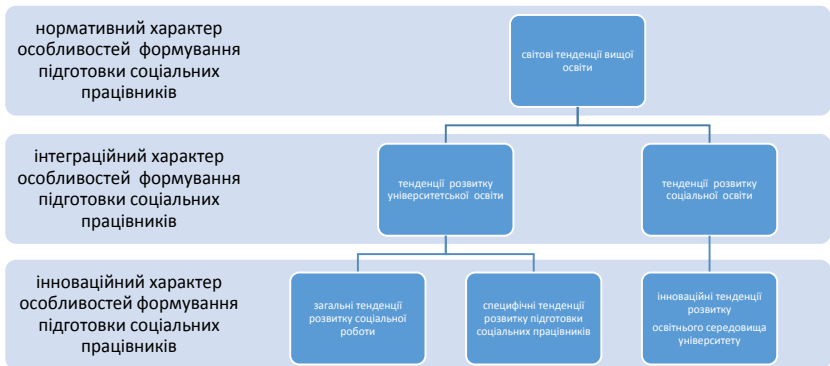 нормативний характер
особливостей формування
підготовки соціальних
працівників
світові тенденції вищої
освіти
інтеграційний характер
особливостей формування
підготовки соціальних
працівників
тенденції розвитку
університетської освіти
тенденції розвитку
соціальної освіти
інноваційний характер
особливостей формування
підготовки соціальних
працівників
загальні тенденції
розвитку соціальної
роботи
специфічні тенденції
розвитку підготовки
соціальних працівників
інноваційні тенденції
розвитку
освітнього середовища
університету